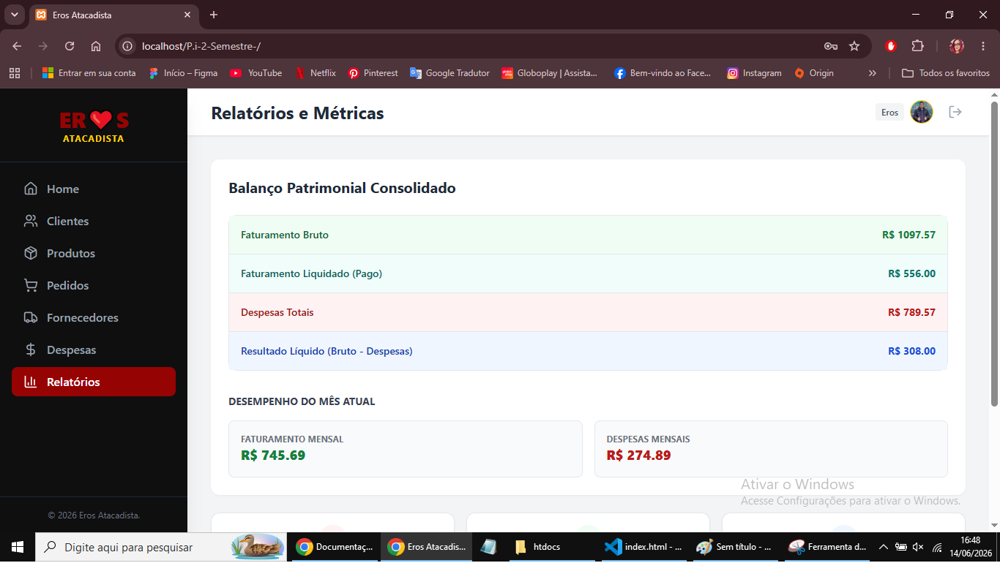 Eros Atacadista
localhost/P.i-2-Semestre-/
Entrar em sua conta
Início – Figma
YouTube
Netflix
Pinterest
Google Tradutor
Globoplay | Assista...
Bem-vindo ao Face...
Instagram
Origin
Todos os favoritos
EROS
ATACADISTA
Relatórios e Métricas
Eros
Home
Clientes
Produtos
Pedidos
Fornecedores
Despesas
Relatórios
© 2026 Eros Atacadista.
Balanço Patrimonial Consolidado
Faturamento Bruto R$ 1097.57
Faturamento Liquidado (Pago) R$ 556.00
Despesas Totais R$ 789.57
Resultado Líquido (Bruto - Despesas) R$ 308.00
DESEMPENHO DO MÊS ATUAL
FATURAMENTO MENSAL
R$ 745.69
DESPESAS MENSAIS
R$ 274.89
Ativar o Windows
Acesse Configurações para ativar o Windows.
Digite aqui para pesquisar
Documentaç...
Eros Atacadis...
htdocs
index.html - ...
Sem título - ...
Ferramenta d...
16:48
14/06/2026